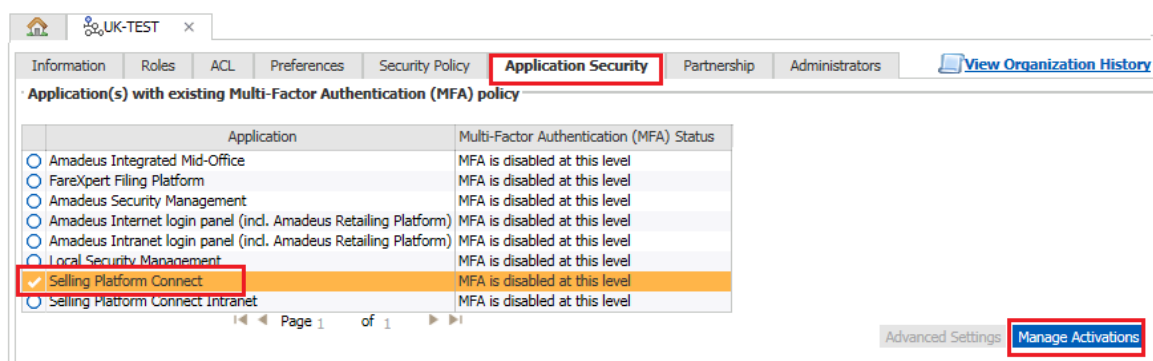 UK-TEST ×
Information Roles ACL Preferences Security Policy Application Security Partnership Administrators View Organization History
Application(s) with existing Multi-Factor Authentication (MFA) policy
Application Multi-Factor Authentication (MFA) Status
Amadeus Integrated Mid-Office MFA is disabled at this level
FareXpert Filing Platform MFA is disabled at this level
Amadeus Security Management MFA is disabled at this level
Amadeus Internet login panel (incl. Amadeus Retailing Platform) MFA is disabled at this level
Amadeus Intranet login panel (incl. Amadeus Retailing Platform) MFA is disabled at this level
Local Security Management MFA is disabled at this level
Selling Platform Connect MFA is disabled at this level
Selling Platform Connect Intranet MFA is disabled at this level
Page 1 of 1
Advanced Settings Manage Activations